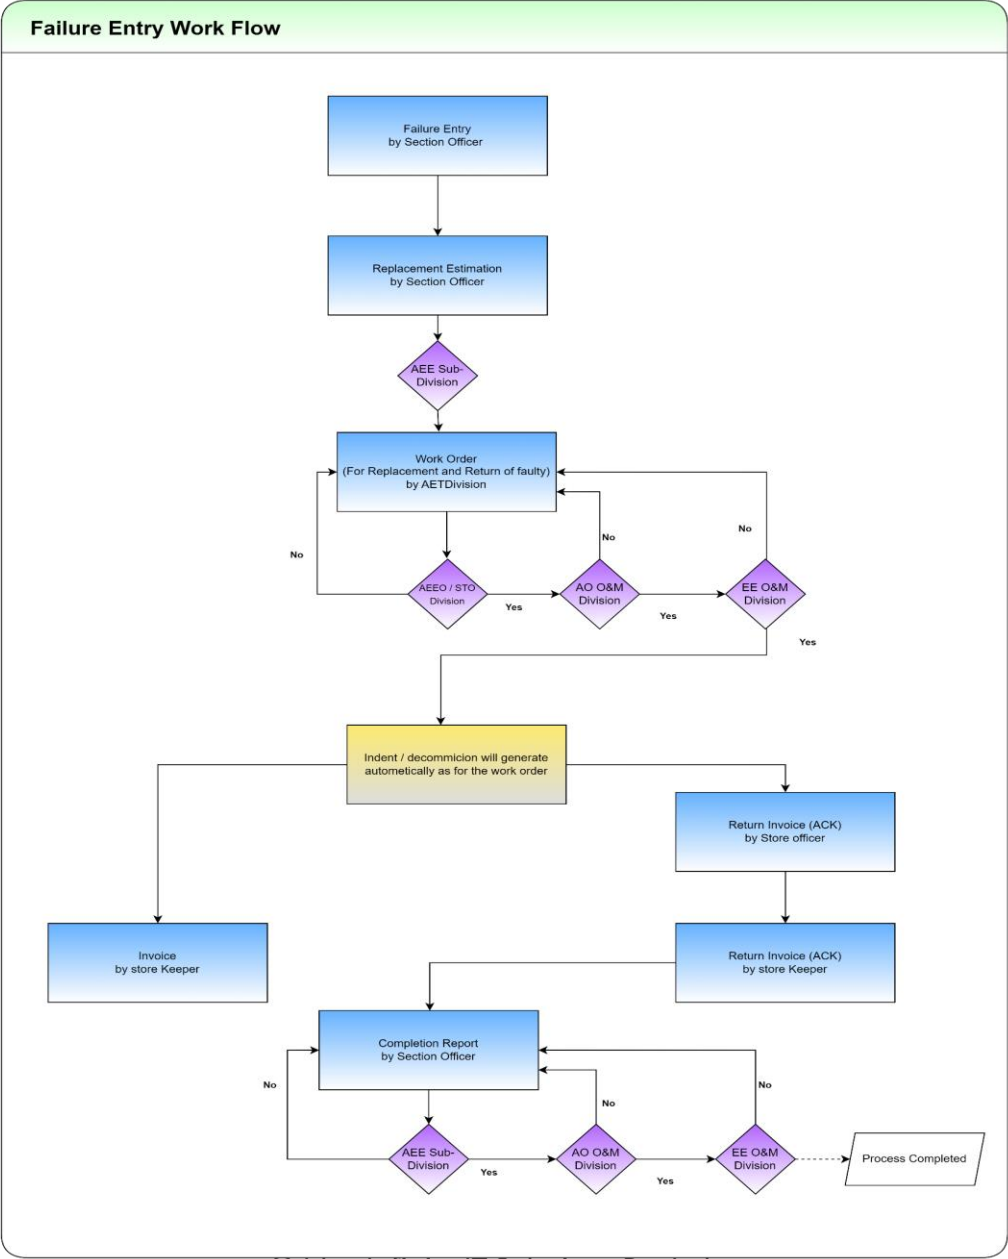 Failure Entry Work Flow
Failure Entry
by Section Officer
Replacement Estimation
by Section Officer
AEE Sub-
Division
Work Order
(For Replacement and Return of faulty)
by AETDivision
No
No
No
AEEO / STO
Division
Yes
AO O&M
Division
Yes
EE O&M
Division
Yes
Indent / decommicion will generate
autometically as for the work order
Return Invoice (ACK)
by Store officer
Invoice
by store Keeper
Return Invoice (ACK)
by store Keeper
Completion Report
by Section Officer
No
No
No
AEE Sub-
Division
Yes
AO O&M
Division
Yes
EE O&M
Division
Process Completed